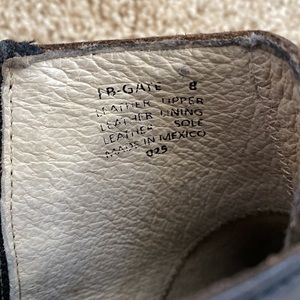 FB-GATE 8
LEATHER UPPER
LEATHER LINING
LEATHER SOLE
MADE IN MEXICO
029